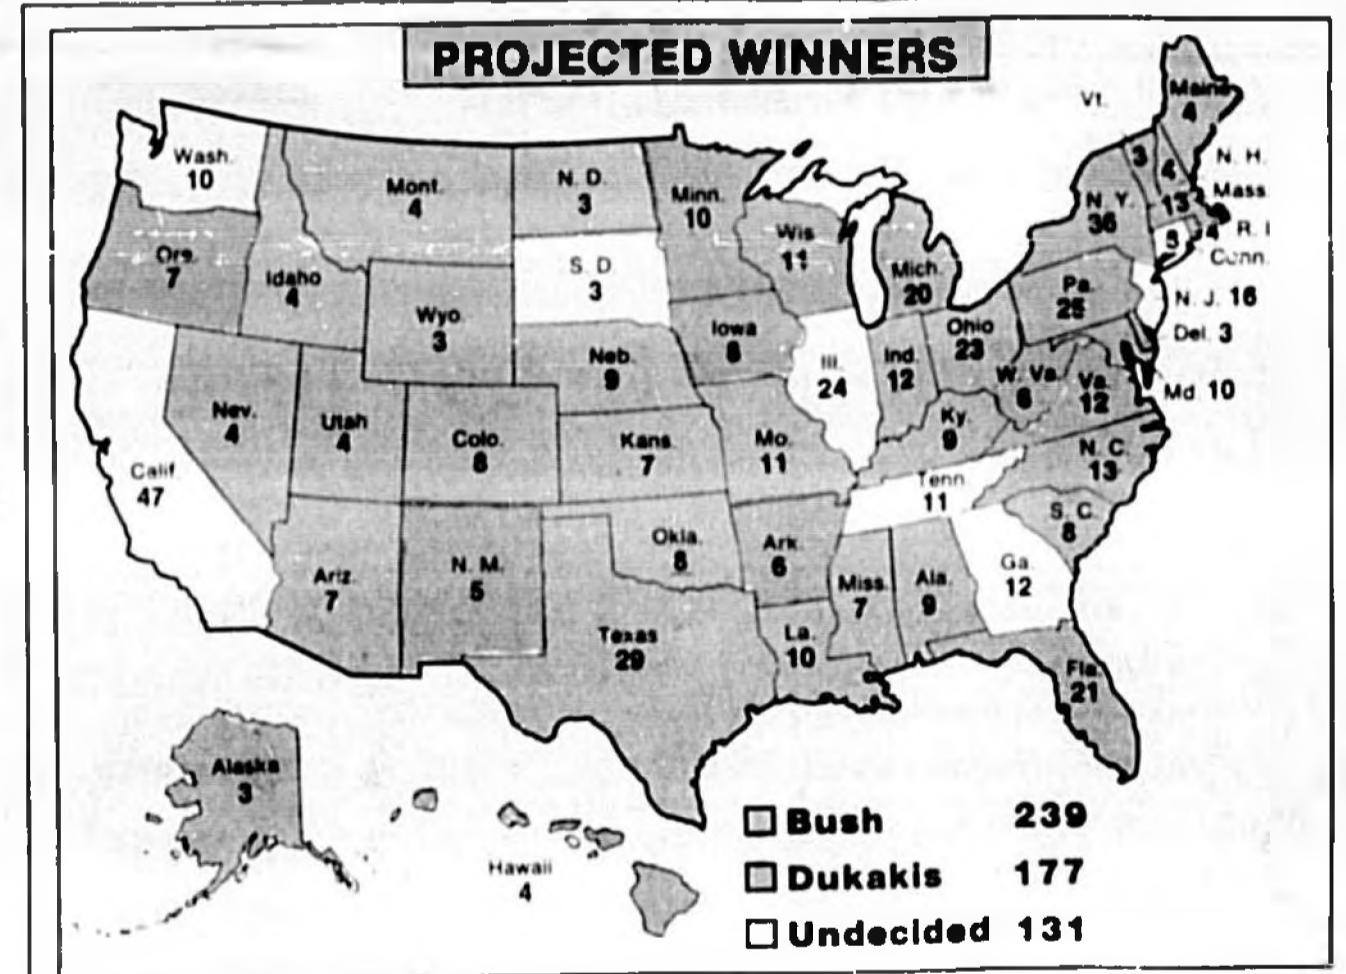 PROJECTED WINNERS
Wash.
10
Ore.
7
Calif.
47
Nev.
4
Idaho
4
Mont.
4
Wyo.
3
Utah
4
Colo.
8
Ariz.
7
N. M.
5
N. D.
3
S. D.
3
Neb.
9
Kans.
7
Okla.
8
Texas
29
Minn.
10
Iowa
8
Mo.
11
Ark.
6
La.
10
Wis
11
Ill.
24
Mich.
20
Ind.
12
Ohio
23
Ky.
9
Tenn.
11
Miss.
7
Ala.
9
Ga.
12
Fla.
21
S. C.
8
N. C.
13
Va.
12
W. Va.
6
Pa.
25
N. Y.
36
Vt.
3
Maine
4
N. H.
4
Mass.
13
R. I
4
Conn.
8
N. J. 16
Del. 3
Md. 10
Alaska
3
Hawaii
4
Bush 239
Dukakis 177
Undecided 131